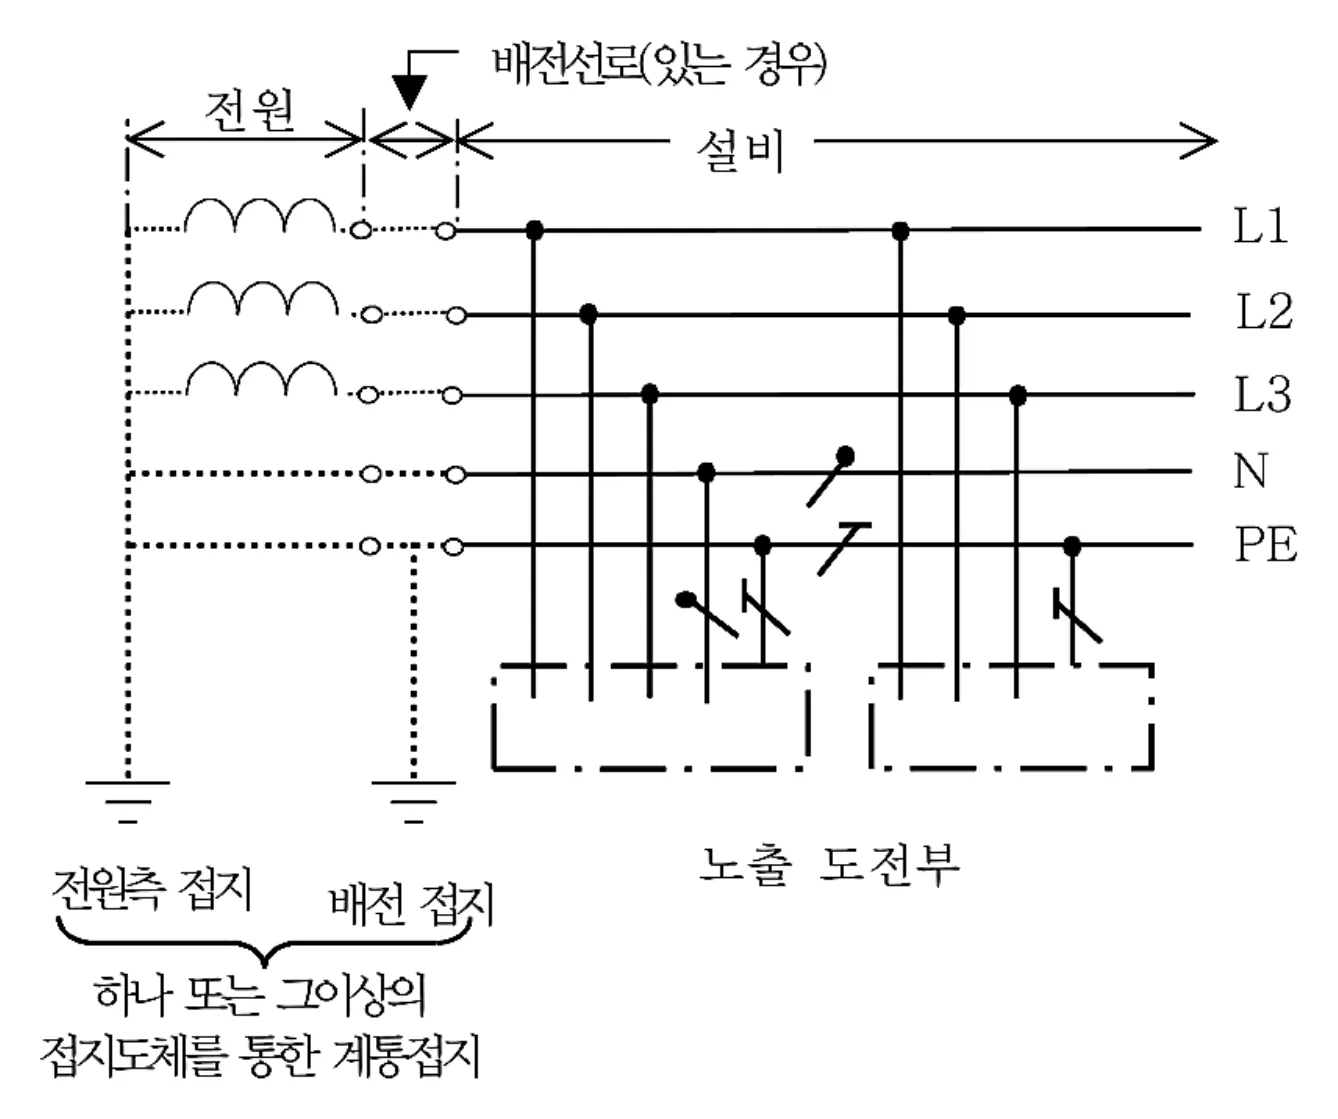 배전선로(있는 경우)
전원
설비
L1
L2
L3
N
PE
노출 도전부
전원측 접지
배전 접지
하나 또는 그이상의
접지도체를 통한 계통접지